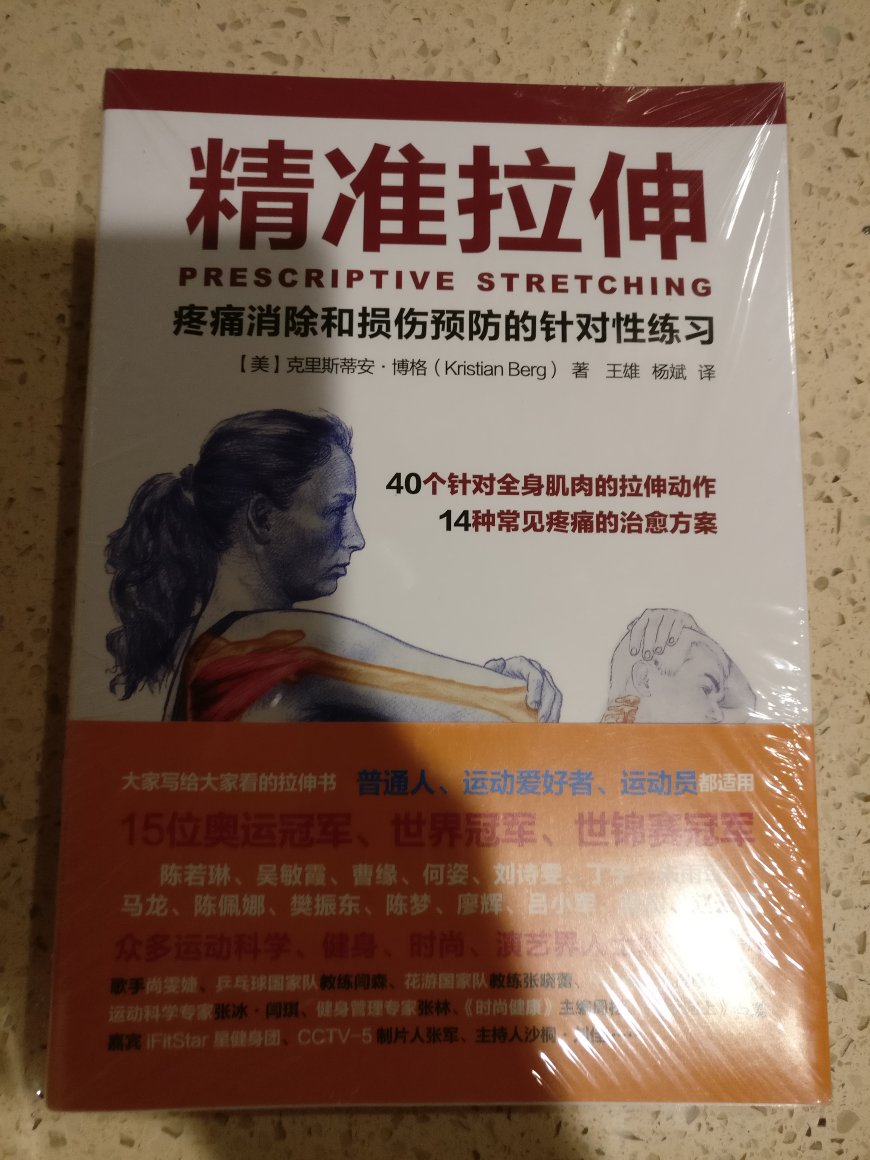 精准拉伸
PRESCRIPTIVE STRETCHING
疼痛消除和损伤预防的针对性练习
【美】克里斯蒂安·博格（Kristian Berg）著 王雄 杨斌 译
40个针对全身肌肉的拉伸动作
14种常见疼痛的治愈方案
大家写给大家看的拉伸书 普通人、运动爱好者、运动员都适用
15位奥运冠军、世界冠军、世锦赛冠军
陈若琳、吴敏霞、曹缘、何姿、刘诗雯、丁宁、
马龙、陈佩娜、樊振东、陈梦、廖辉、吕小军、
众多运动科学、健身、时尚、演艺界人士
歌手尚雯婕、乒乓球国家队教练闫森、花游国家队教练张晓蕾、
运动科学专家张冰·闫琪、健身管理专家张林、《时尚健康》主编
嘉宾 iFitStar 星健身团、CCTV-5 制片人张军、主持人沙桐·刘